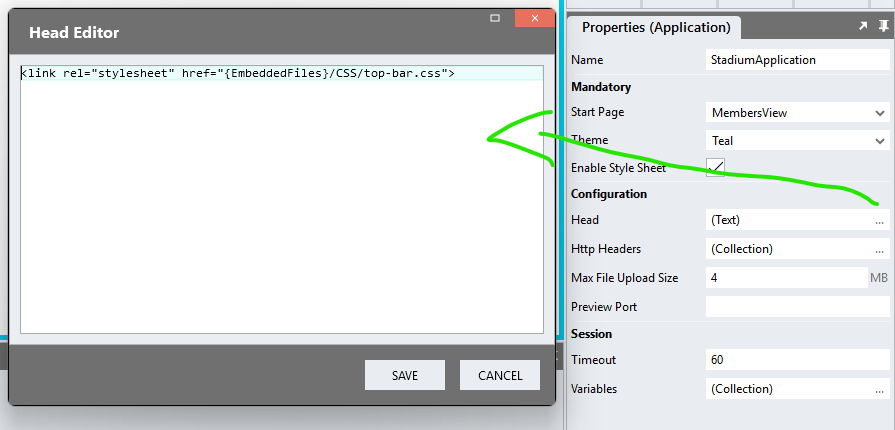 Head Editor
<link rel="stylesheet" href="{EmbeddedFiles}/CSS/top-bar.css">
SAVE
CANCEL
Properties (Application)
Name
StadiumApplication
Mandatory
Start Page
MembersView
Theme
Teal
Enable Style Sheet
Configuration
Head
(Text)
...
Http Headers
(Collection)
...
Max File Upload Size
4
MB
Preview Port
Session
Timeout
60
Variables
(Collection)
...